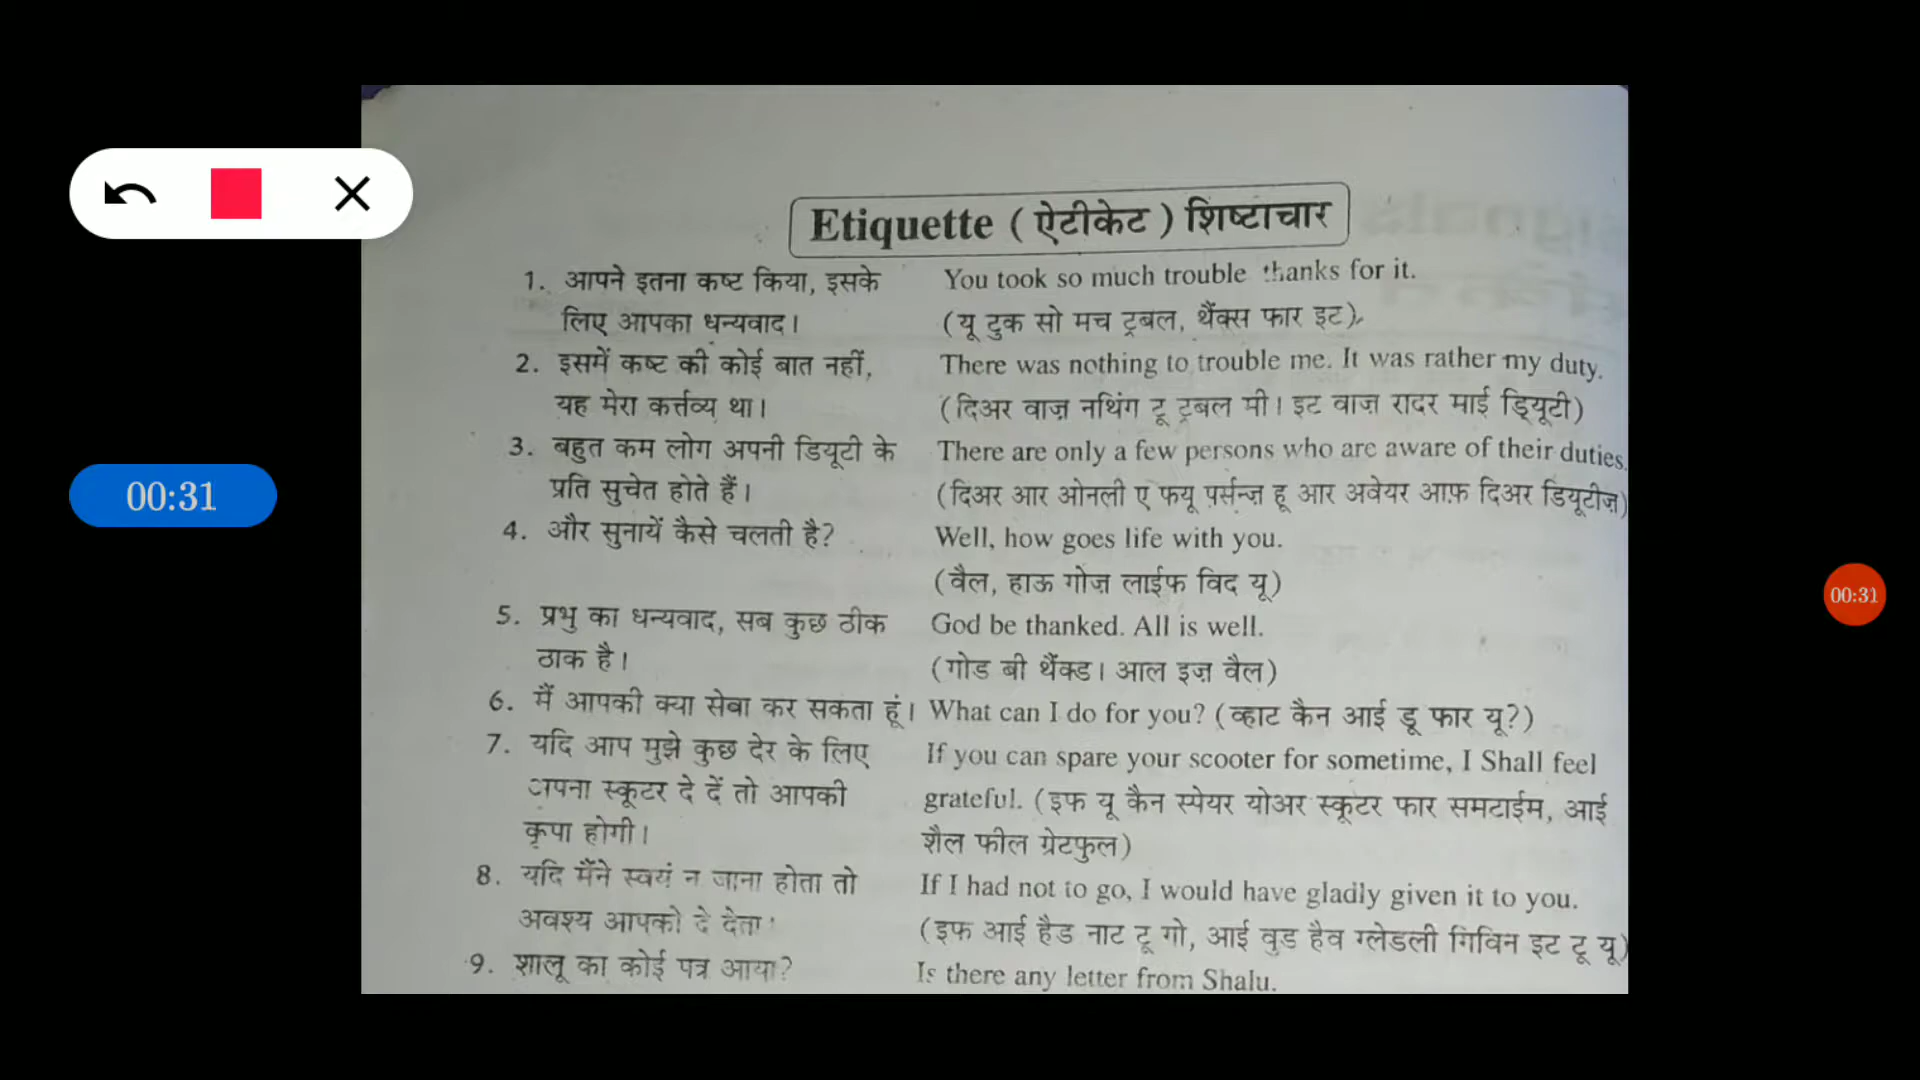 Etiquette ( ऐटीकेट ) शिष्टाचार
1. आपने इतना कष्ट किया, इसके You took so much trouble thanks for it.
लिए आपका धन्यवाद। (यू टुक सो मच ट्रबल, थैंक्स फार इट)
2. इसमें कष्ट की कोई बात नहीं, There was nothing to trouble me. It was rather my duty.
यह मेरा कर्त्तव्य था। (दिअर वाज़ नथिंग टू ट्रबल मी। इट वाज़ रादर माई ड्यूिटी)
00:31
3. बहुत कम लोग अपनी डियूटी के There are only a few persons who are aware of their duties.
प्रति सुचेत होते हैं। (दिअर आर ओनली ए फयू पर्सन्ज़ हू आर अवेयर आफ़ दिअर डियूटीज़)
4. और सुनायें कैसे चलती है? Well, how goes life with you.
(वैल, हाऊ गोज़ लाईफ विद यू)
00:31
5. प्रभु का धन्यवाद, सब कुछ ठीक God be thanked. All is well.
ठाक है। (गोड बी थैंक्ड। आल इज़ वैल)
6. मैं आपकी क्या सेवा कर सकता हूं। What can I do for you? (व्हाट कैन आई डू फार यू?)
7. यदि आप मुझे कुछ देर के लिए If you can spare your scooter for sometime, I Shall feel
अपना स्कूटर दे दें तो आपकी grateful. (इफ यू कैन स्पेयर योअर स्कूटर फार समटाईम, आई
कृपा होगी। शैल फील ग्रेटफुल)
8. यदि मैंने स्वयं न जाना होता तो If I had not to go, I would have gladly given it to you.
अवश्य आपको दे देता। (इफ आई हैड नाट टू गो, आई वुड हैव ग्लेडली गिविन इट टू यू)
9. शालू का कोई पत्र आया? Is there any letter from Shalu.